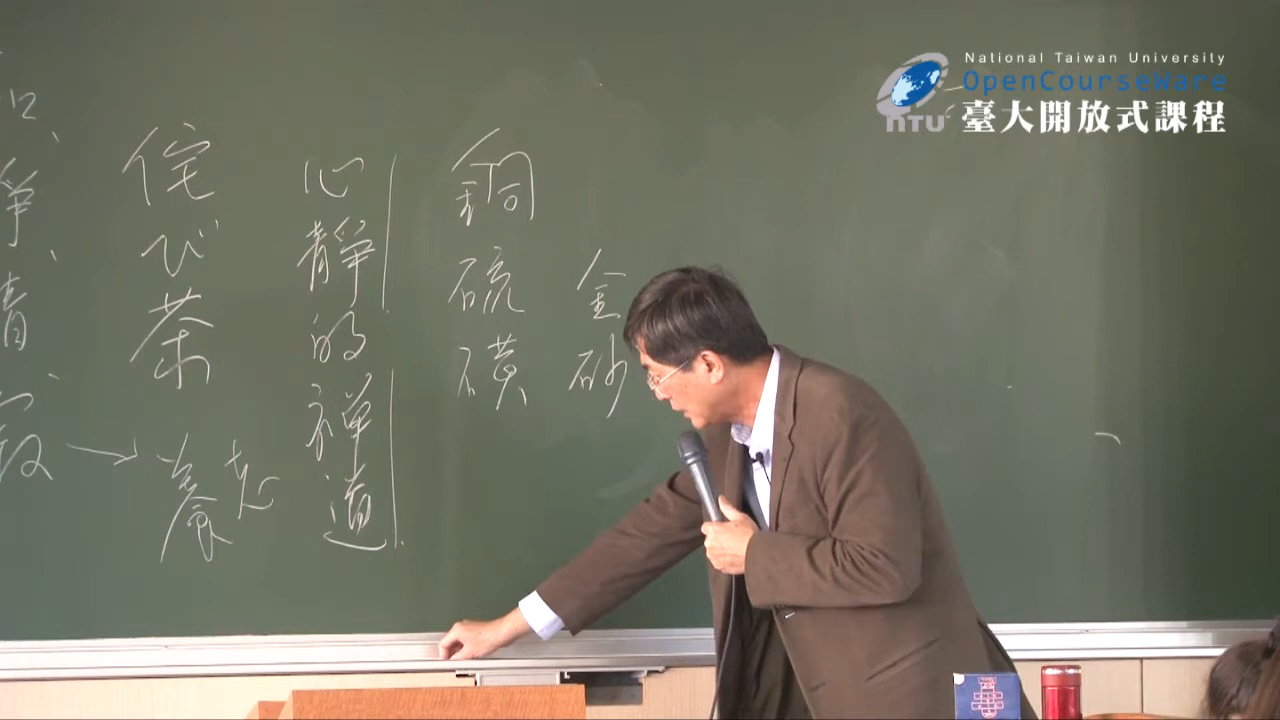 National Taiwan University
OpenCourseWare
NTU
臺大開放式課程
侘び茶
心靜的禪道
銅
硫磺
金砂